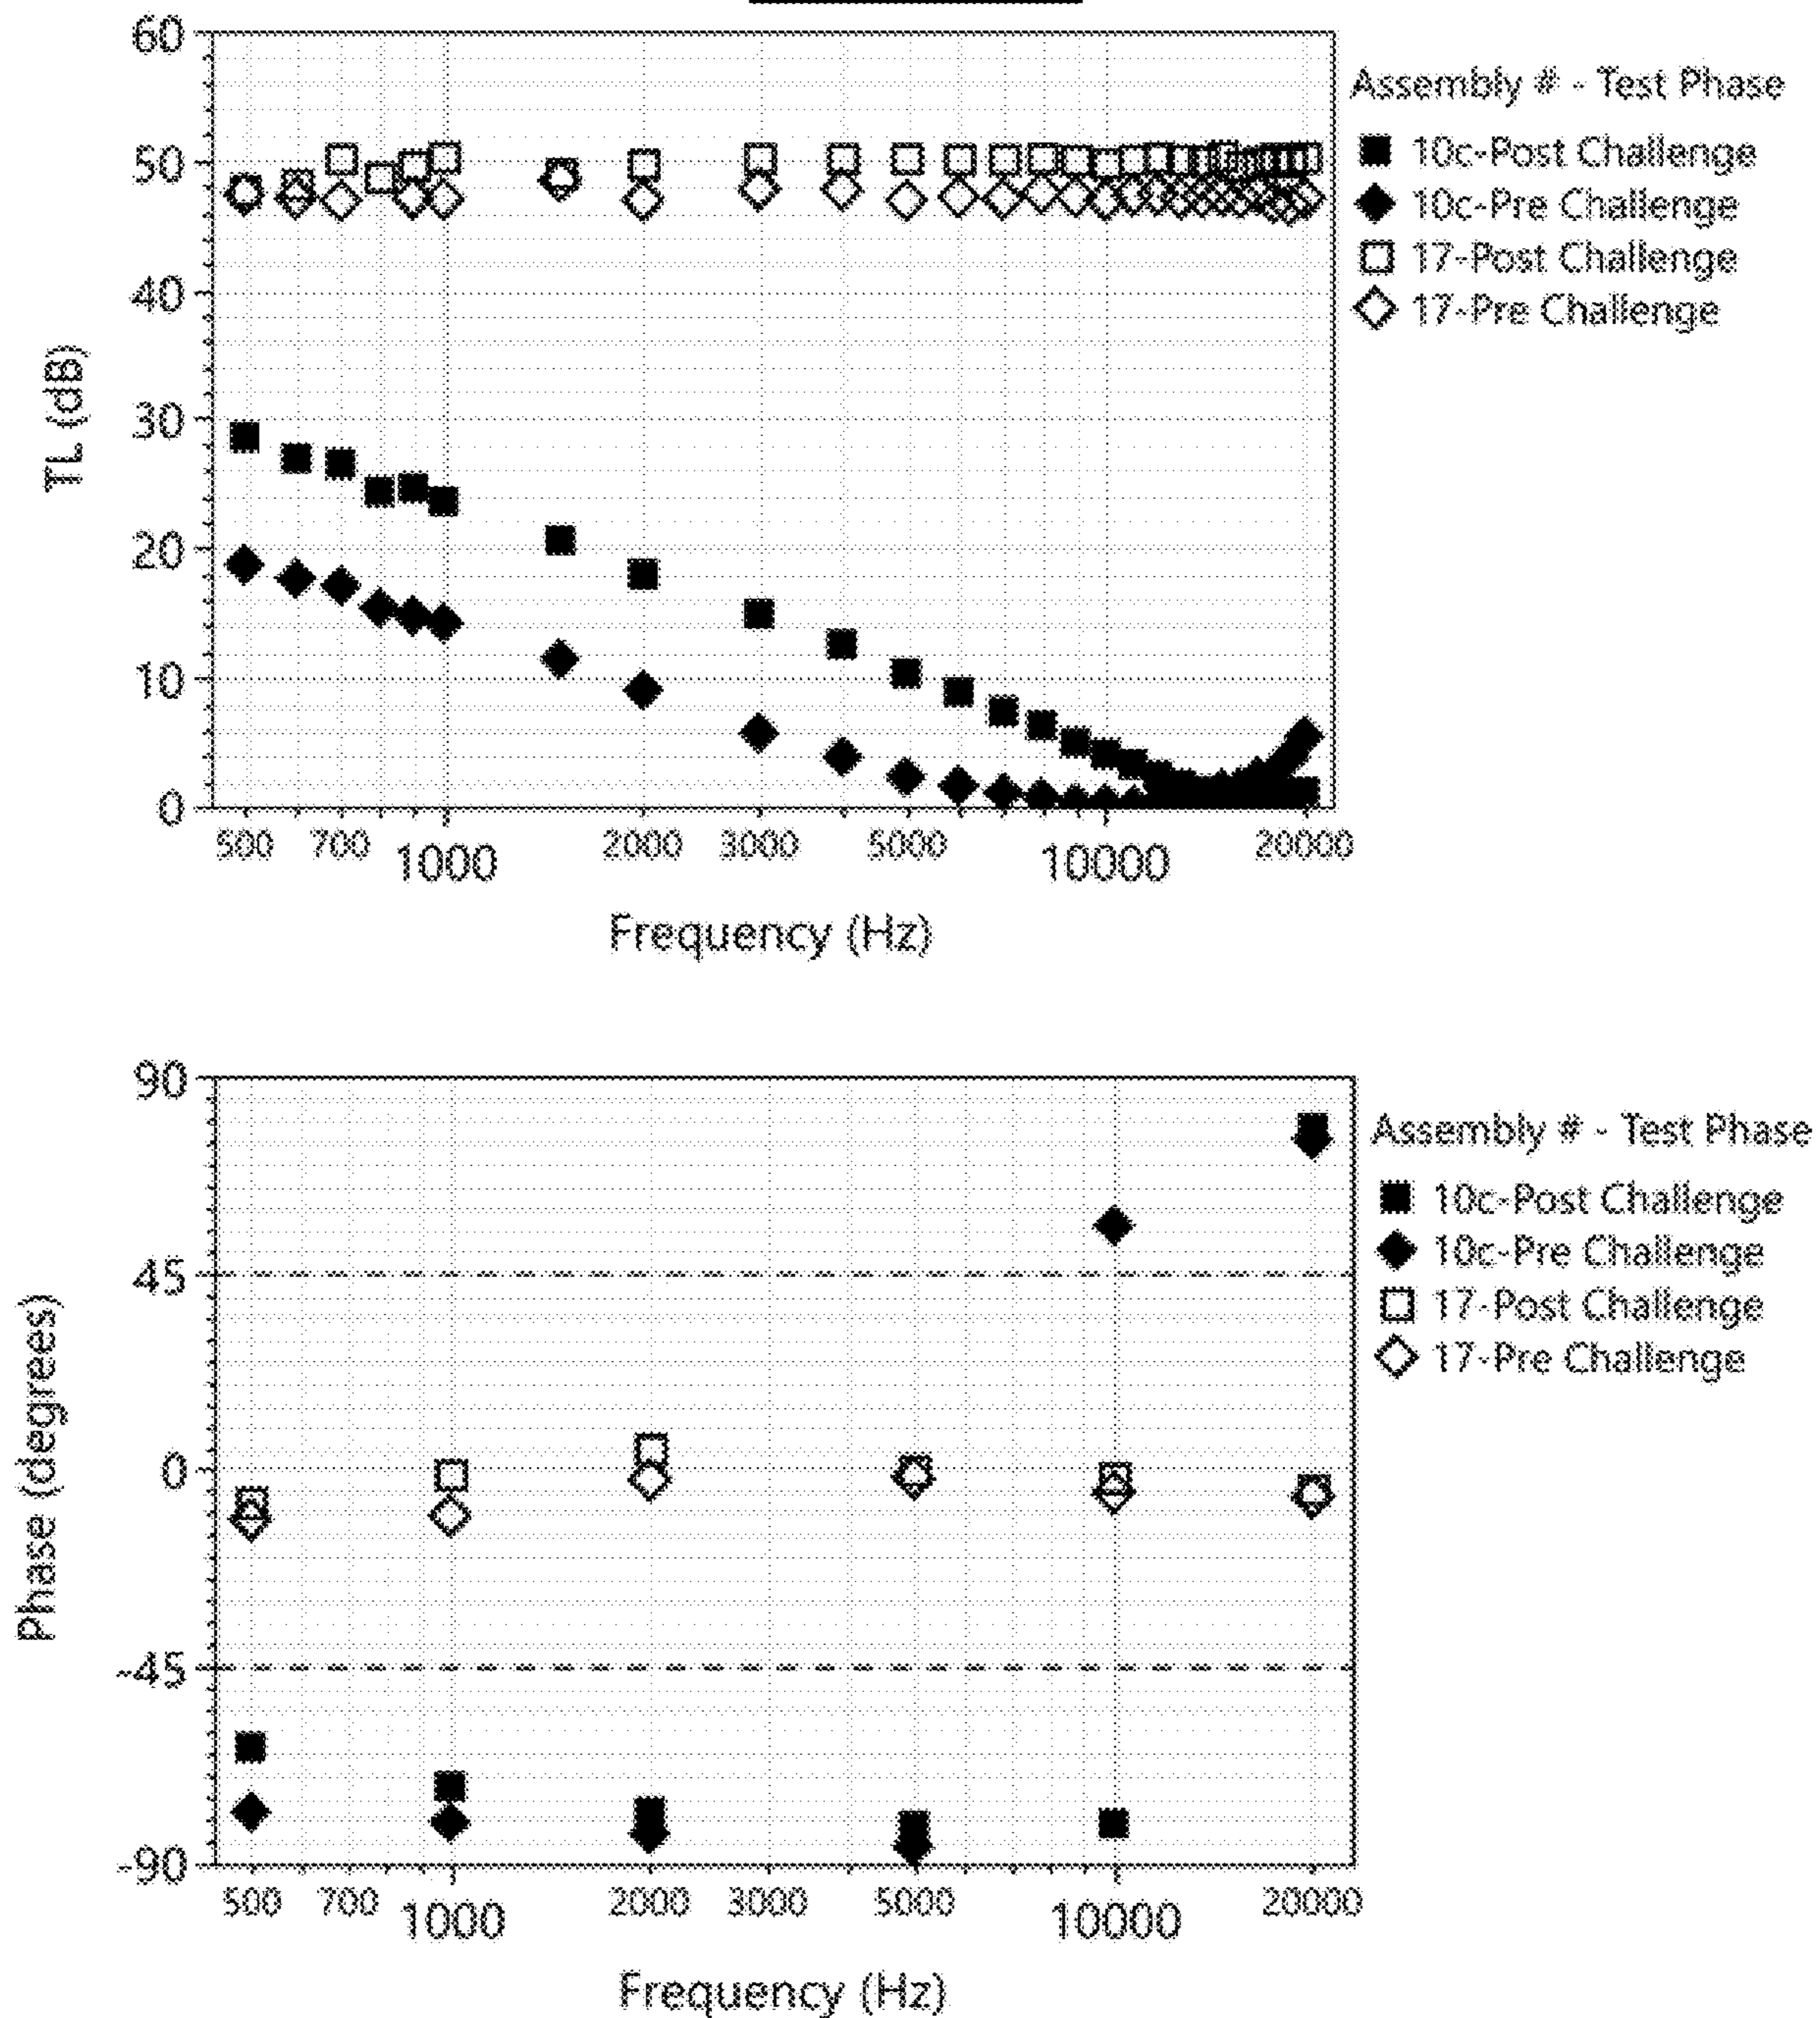 60
50
40
30
20
10
0
TL (dB)
500 700 1000 2000 3000 5000 10000 20000
Frequency (Hz)
Assembly # - Test Phase
10c-Post Challenge
10c-Pre Challenge
17-Post Challenge
17-Pre Challenge
90
45
0
-45
-90
Phase (degrees)
500 700 1000 2000 3000 5000 10000 20000
Frequency (Hz)
Assembly # - Test Phase
10c-Post Challenge
10c-Pre Challenge
17-Post Challenge
17-Pre Challenge